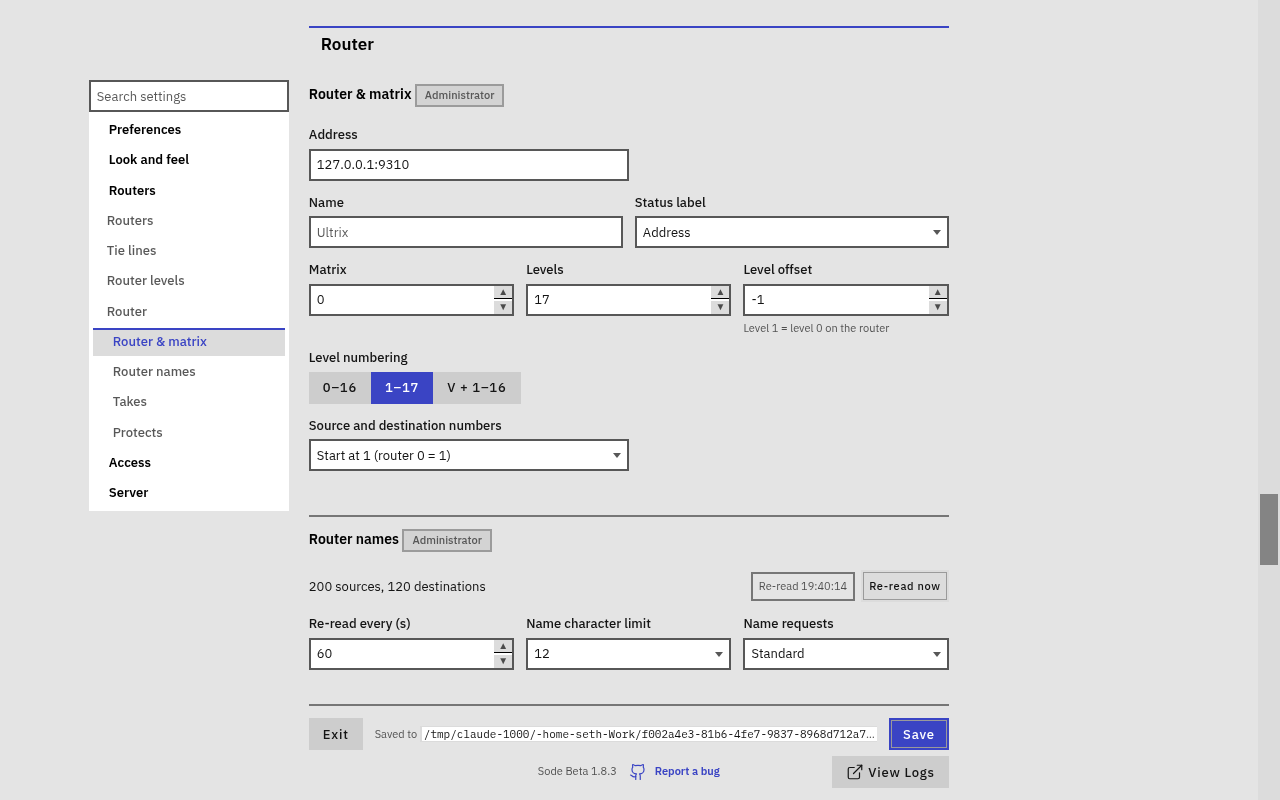 Router
Search settings
Preferences
Look and feel
Routers
Routers
Tie lines
Router levels
Router
Router & matrix
Router names
Takes
Protects
Access
Server
Router & matrix Administrator
Address
127.0.0.1:9310
Name Status label
Ultrix Address
Matrix Levels Level offset
0 17 -1
Level 1 = level 0 on the router
Level numbering
0–16 1–17 V + 1–16
Source and destination numbers
Start at 1 (router 0 = 1)
Router names Administrator
200 sources, 120 destinations Re-read 19:40:14 Re-read now
Re-read every (s) Name character limit Name requests
60 12 Standard
Exit Saved to /tmp/claude-1000/-home-seth-Work/f002a4e3-81b6-4fe7-9837-8968d712a7… Save
Sode Beta 1.8.3 Report a bug View Logs